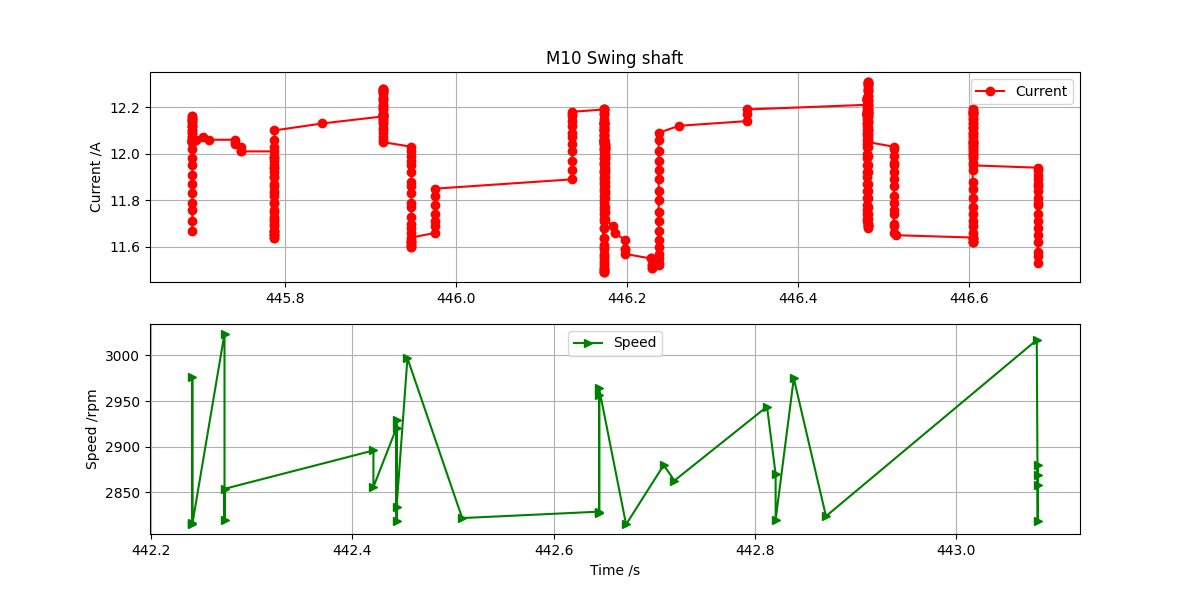 M10 Swing shaft
Current /A
12.2
12.0
11.8
11.6
Current
445.8 446.0 446.2 446.4 446.6
Speed /rpm
3000
2950
2900
2850
Speed
442.2 442.4 442.6 442.8 443.0
Time /s